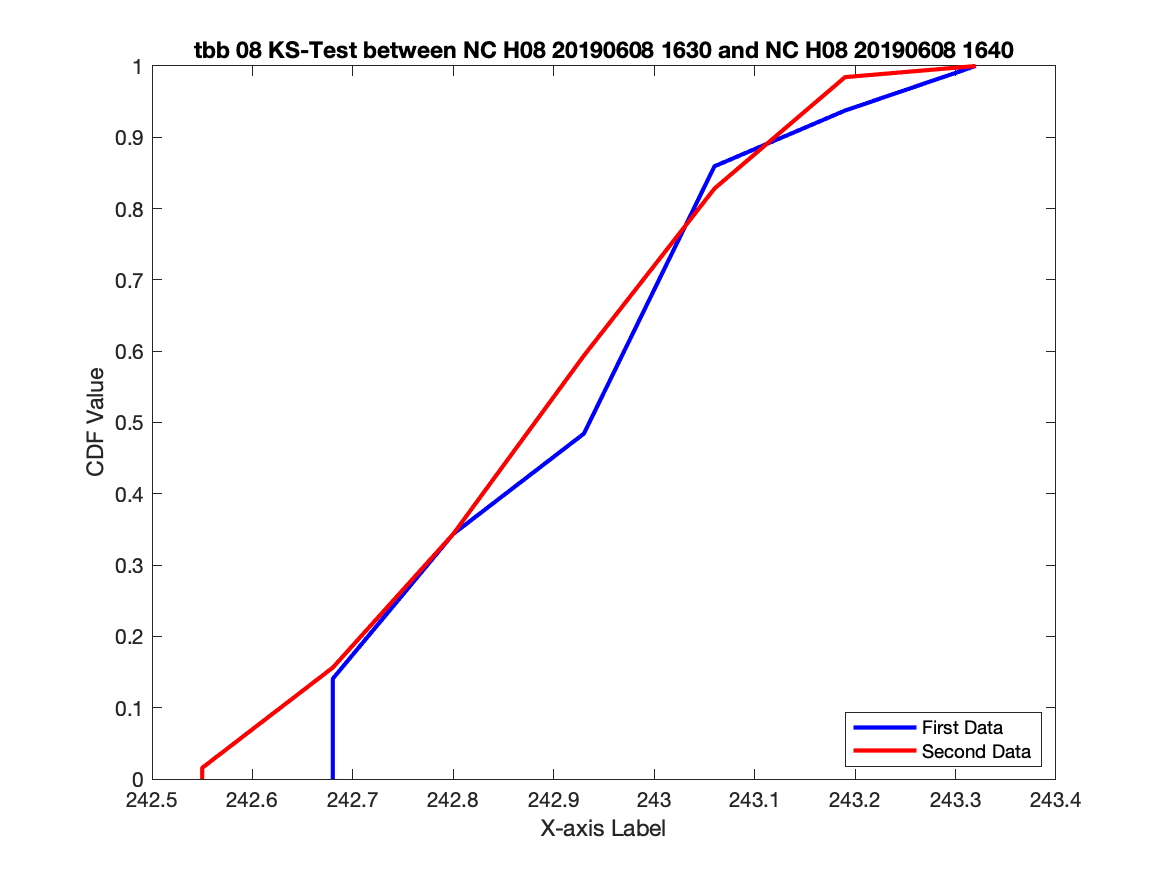 tbb 08 KS-Test between NC H08 20190608 1630 and NC H08 20190608 1640
1
0.9
0.8
0.7
0.6
0.5
0.4
0.3
0.2
0.1
0
CDF Value
First Data
Second Data
242.5 242.6 242.7 242.8 242.9 243 243.1 243.2 243.3 243.4
X-axis Label